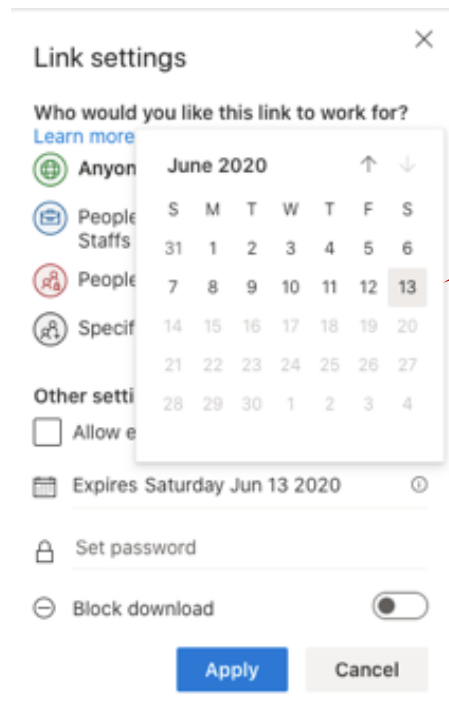 Link settings
Who would you like this link to work for?
Learn more
Anyon
People
Staffs
People
Specif
June 2020
S M T W T F S
31 1 2 3 4 5 6
7 8 9 10 11 12 13
14 15 16 17 18 19 20
21 22 23 24 25 26 27
28 29 30 1 2 3 4
Other setti
Allow e
Expires Saturday Jun 13 2020
Set password
Block download
Apply Cancel